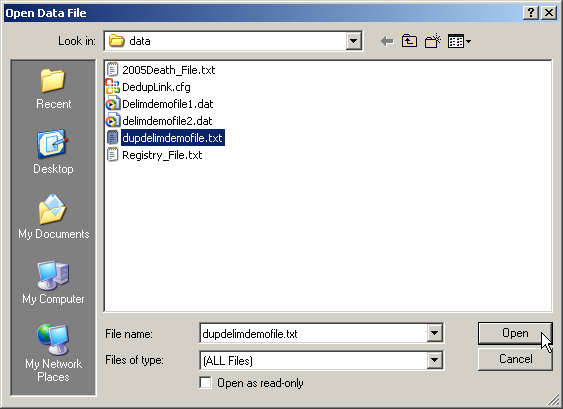 Open Data File
Look in: data
Recent
Desktop
My Documents
My Computer
My Network
Places
2005Death_File.txt
DedupLink.cfg
Delimdemofile1.dat
delimdemofile2.dat
dupdelimdemofile.txt
Registry_File.txt
File name: dupdelimdemofile.txt Open
Files of type: (ALL Files) Cancel
Open as read-only